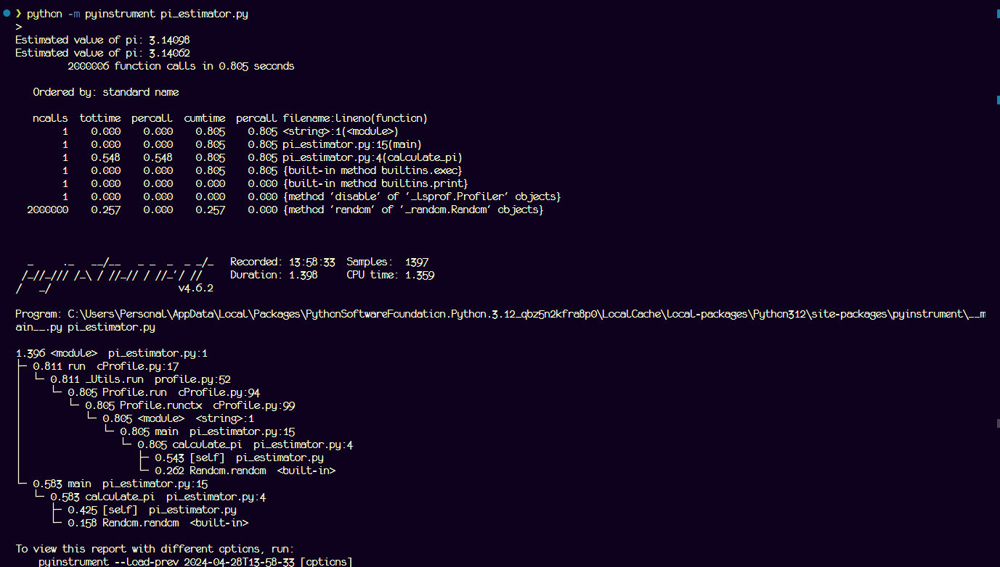 ❯ python -m pyinstrument pi_estimator.py
>
Estimated value of pi: 3.14098
Estimated value of pi: 3.14062
         2000006 function calls in 0.805 seconds

   Ordered by: standard name

   ncalls  tottime  percall  cumtime  percall filename:lineno(function)
        1    0.000    0.000    0.805    0.805 <string>:1(<module>)
        1    0.000    0.000    0.805    0.805 pi_estimator.py:15(main)
        1    0.548    0.548    0.805    0.805 pi_estimator.py:4(calculate_pi)
        1    0.000    0.000    0.805    0.805 {built-in method builtins.exec}
        1    0.000    0.000    0.000    0.000 {built-in method builtins.print}
        1    0.000    0.000    0.000    0.000 {method 'disable' of '_lsprof.Profiler' objects}
  2000000    0.257    0.000    0.257    0.000 {method 'random' of '_random.Random' objects}

  _     ._   __/__   _ _  _  _ _/_   Recorded: 13:58:33  Samples:  1397
 /_//_/// /_\ / //_// / //_'/ //     Duration: 1.398     CPU time: 1.359
/   _/                      v4.6.2

Program: C:\Users\Personal\AppData\Local\Packages\PythonSoftwareFoundation.Python.3.12_qbz5n2kfra8p0\LocalCache\local-packages\Python312\site-packages\pyinstrument\__m
ain__.py pi_estimator.py

1.396 <module>  pi_estimator.py:1
├─ 0.811 run  cProfile.py:17
│  └─ 0.811 _Utils.run  profile.py:52
│     └─ 0.805 Profile.run  cProfile.py:94
│        └─ 0.805 Profile.runctx  cProfile.py:99
│           └─ 0.805 <module>  <string>:1
│              └─ 0.805 main  pi_estimator.py:15
│                 └─ 0.805 calculate_pi  pi_estimator.py:4
│                    ├─ 0.543 [self]  pi_estimator.py
│                    └─ 0.262 Random.random  <built-in>
└─ 0.583 main  pi_estimator.py:15
   └─ 0.583 calculate_pi  pi_estimator.py:4
      ├─ 0.425 [self]  pi_estimator.py
      └─ 0.158 Random.random  <built-in>

To view this report with different options, run:
    pyinstrument --load-prev 2024-04-28T13-58-33 [options]